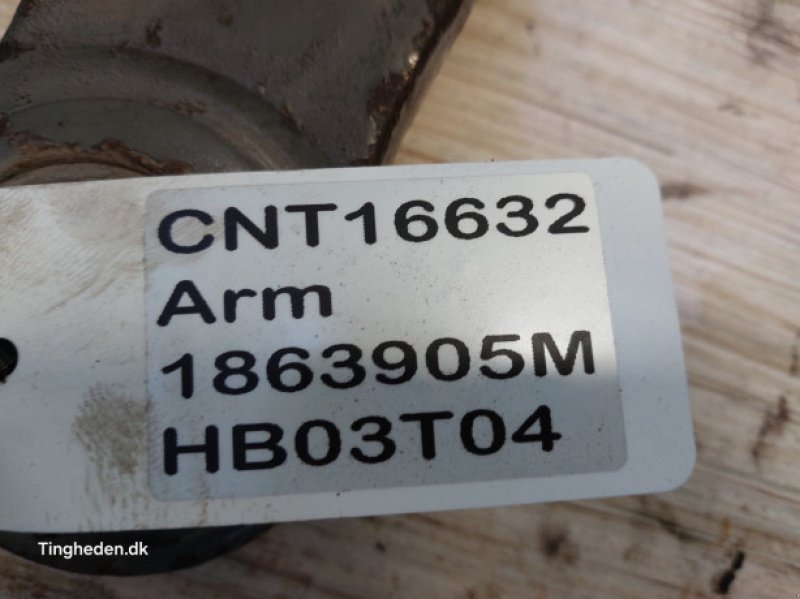 CNT16632
Arm
1863905M
HB03T04
Tingheden.dk